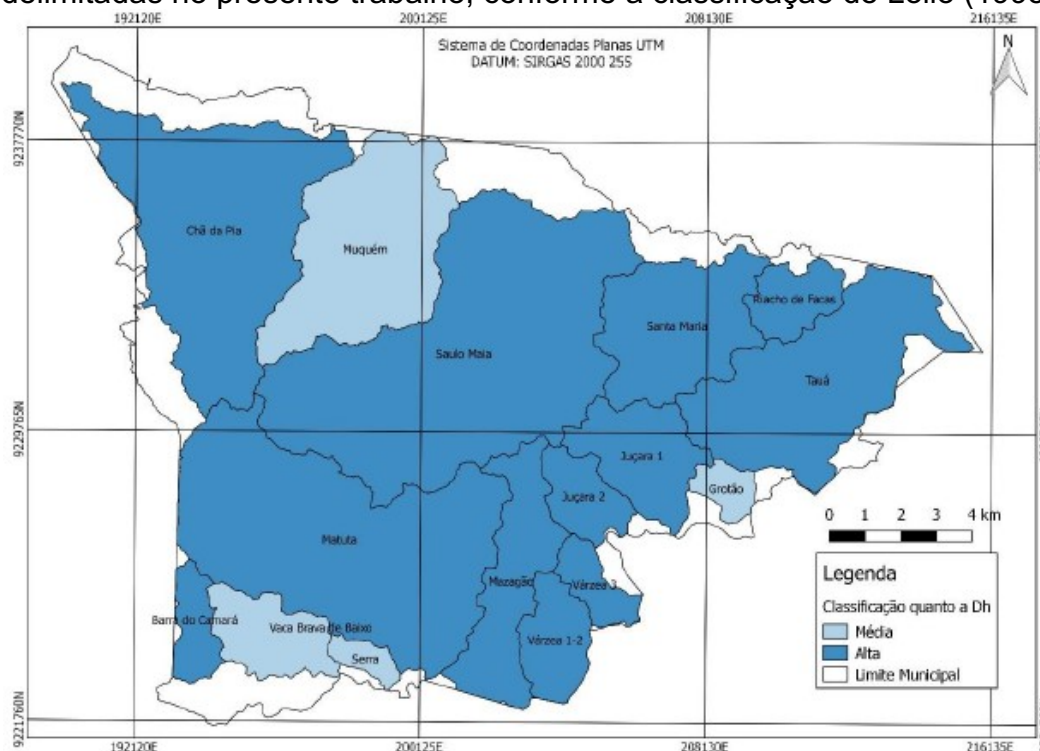 delimitadas no presente trabalho, conforme a classificação de
192120E 200125E 208130E 216135E
Sistema de Coordenadas Planas UTM
DATUM: SIRGAS 2000 25S
N
9237770N
Chã da Pia
Muquém
Riacho de Facas
Santa Maria
Saulo Maia
Tauá
9229765N
Juçara 1
Grotão
Juçara 2
0 1 2 3 4 km
Matuta
Legenda
Mazagão
Várzea 3
Classificação quanto a Dh
Barra do Camará
Vaca Brava de Baixo
Média
Várzea 1-2
Alta
Serra
Limite Municipal
9221760N
192120E 200125E 208130E 216135E